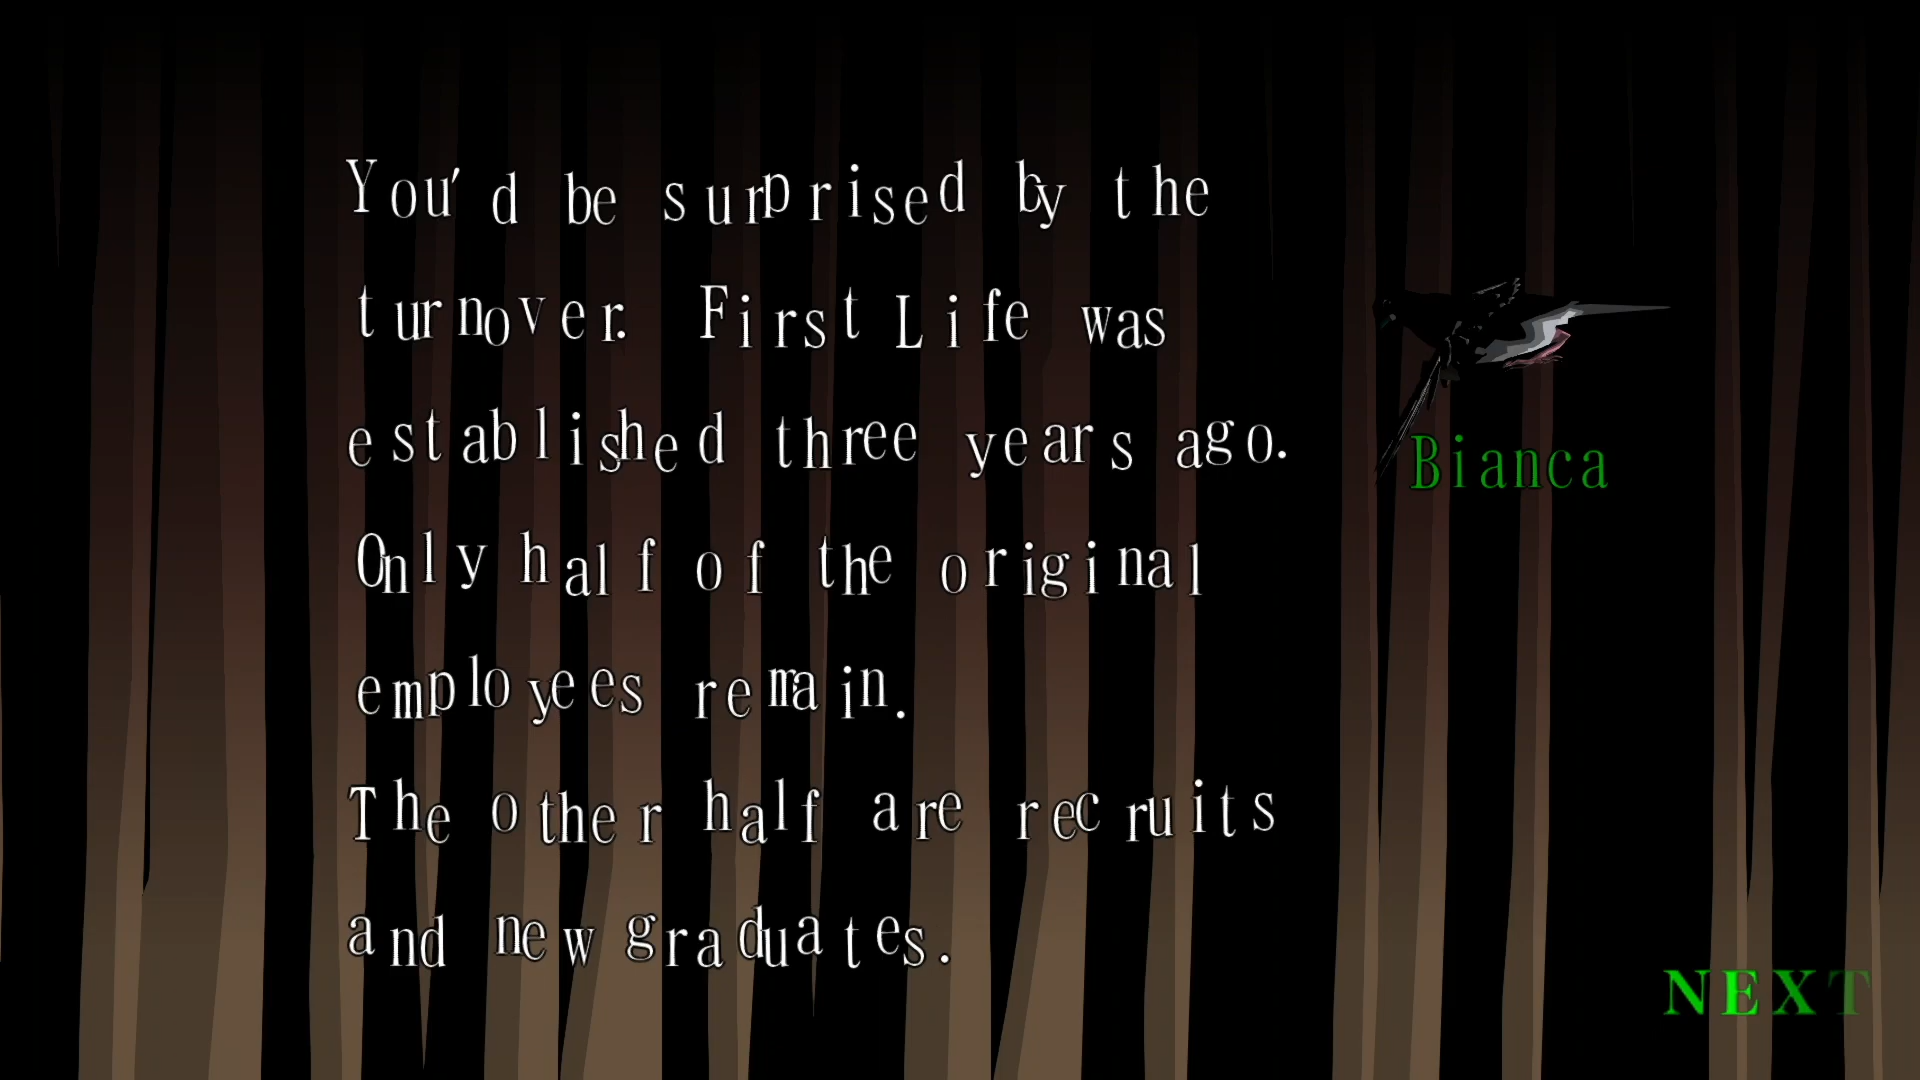 You'd be surprised by the
turnover. First Life was
established three years ago.
Only half of the original
employees remain.
The other half are recruits
and new graduates.
Bianca
NEXT